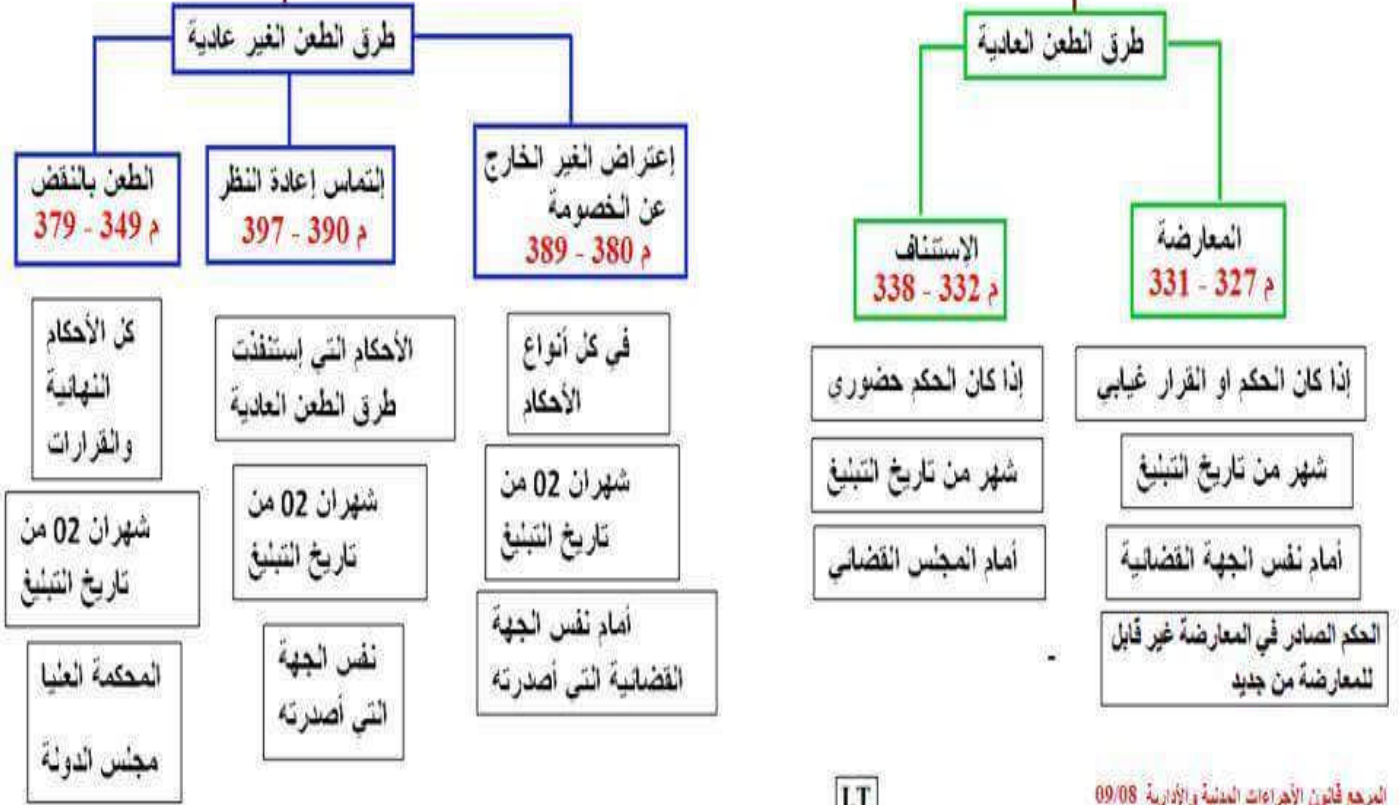 طرق الطعن العادية
المعارضة
م 327 - 331
إذا كان الحكم او القرار غيابي
شهر من تاريخ التبليغ
أمام نفس الجهة القضائية
الحكم الصادر في المعارضة غير قابل
للمعارضة من جديد
الإستئناف
م 332 - 338
إذا كان الحكم حضوري
شهر من تاريخ التبليغ
أمام المجلس القضائي
-
طرق الطعن الغير عادية
إعتراض الغير الخارج
عن الخصومة
م 380 - 389
في كل أنواع
الأحكام
شهران 02 من
تاريخ التبليغ
أمام نفس الجهة
القضائية التي أصدرته
إلتماس إعادة النظر
م 390 - 397
الأحكام التي إستنفذت
طرق الطعن العادية
شهران 02 من
تاريخ التبليغ
نفس الجهة
التي أصدرته
الطعن بالنقض
م 349 - 379
كل الأحكام
النهائية
والقرارات
شهران 02 من
تاريخ التبليغ
المحكمة العليا
مجلس الدولة
المرجع قانون الأجراءات المدنية والأدارية 09/08
LT